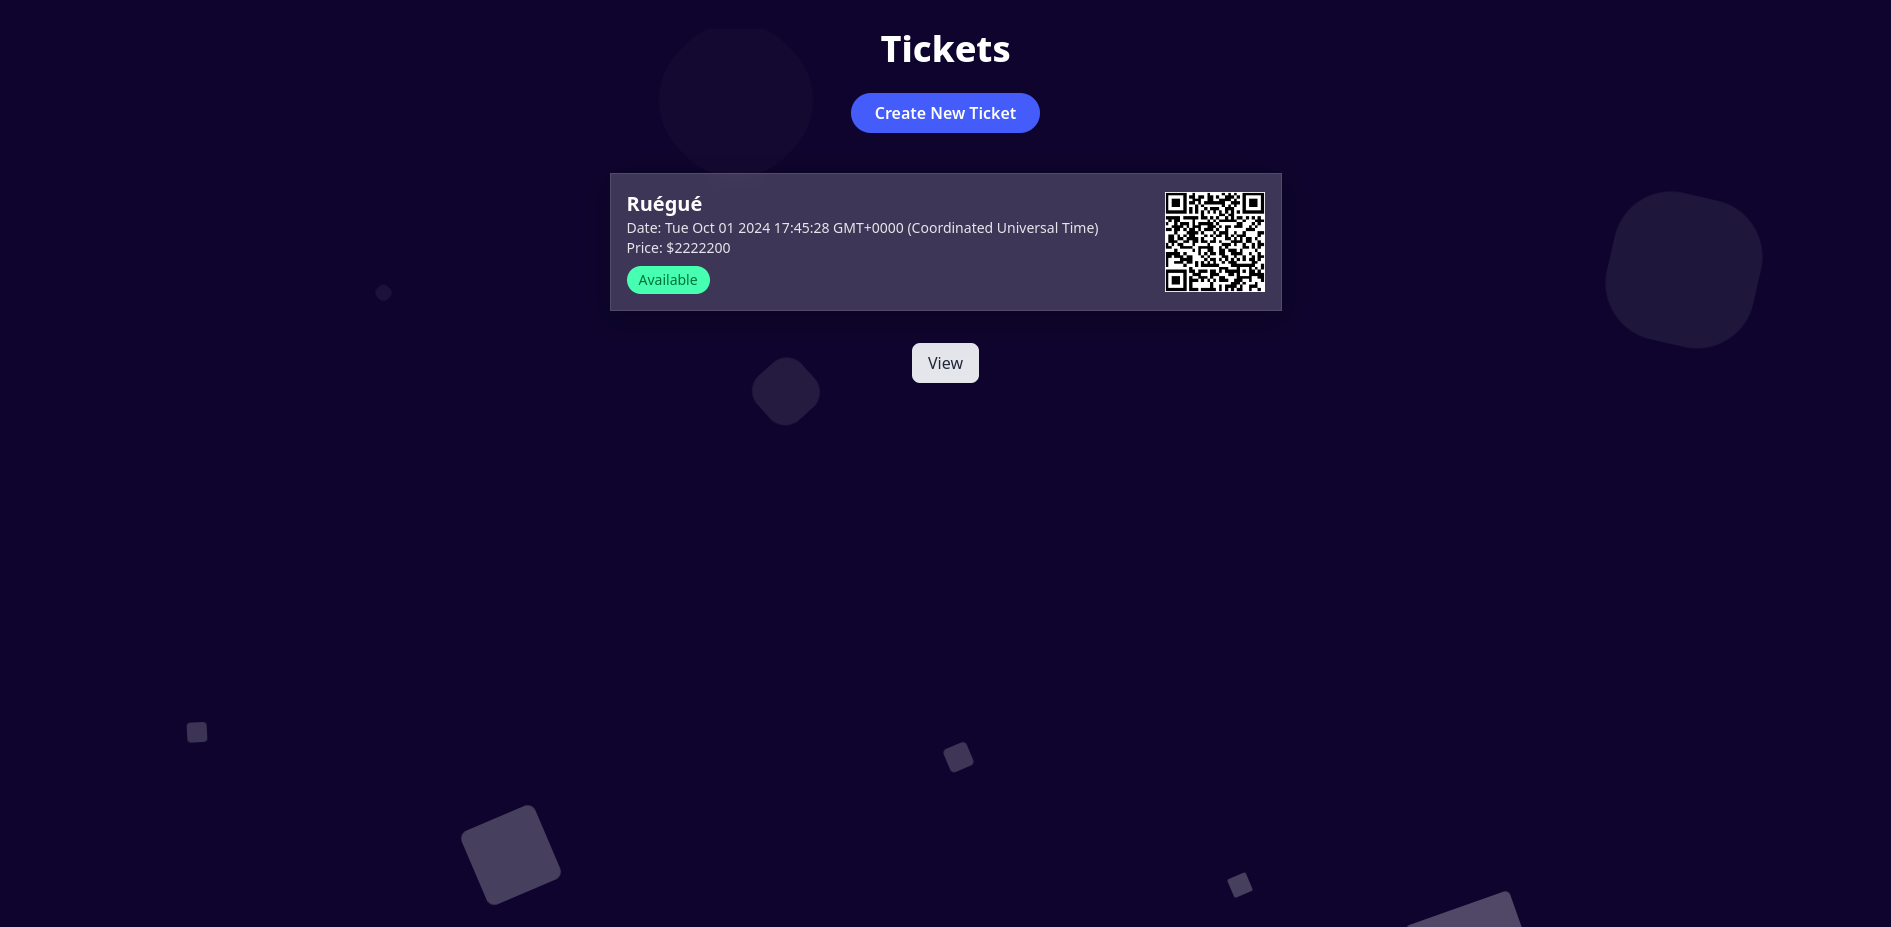 Tickets
Create New Ticket
Ruégué
Date: Tue Oct 01 2024 17:45:28 GMT+0000 (Coordinated Universal Time)
Price: $2222200
Available
View